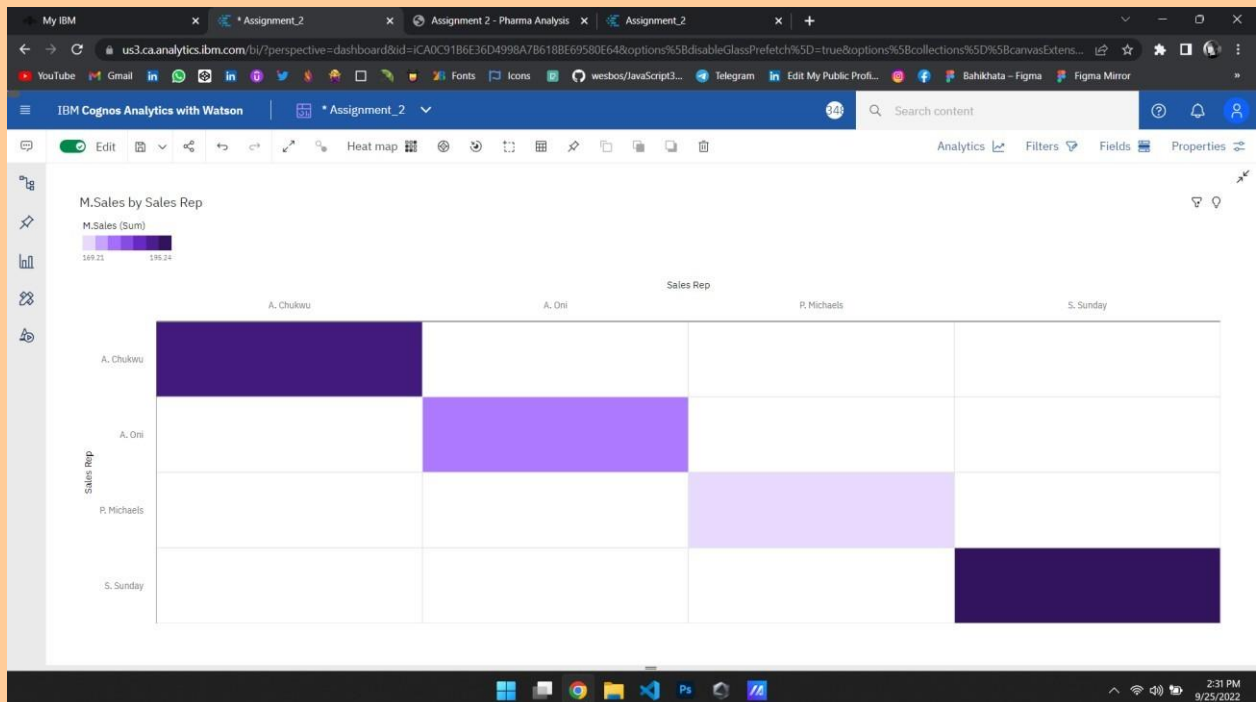 My IBM
* Assignment_2
Assignment 2 - Pharma Analysis
Assignment_2
us3.ca.analytics.ibm.com/bi/?perspective=dashboard&id=iCA0C91B6E36D4998A7B618BE69580E64&options%5BdisableGlassPrefetch%5D=true&options%5Bcollections%5D%5BcanvasExtens...
YouTube Gmail Fonts Icons wesbos/JavaScript3... Telegram Edit My Public Profi... Bahikhata – Figma Figma Mirror
IBM Cognos Analytics with Watson * Assignment_2 Search content
Edit Heat map Analytics Filters Fields Properties
M.Sales by Sales Rep
M.Sales (Sum)
169.21 195.24
Sales Rep
A. Chukwu A. Oni P. Michaels S. Sunday
A. Chukwu
A. Oni
Sales Rep
P. Michaels
S. Sunday
2:31 PM
9/25/2022